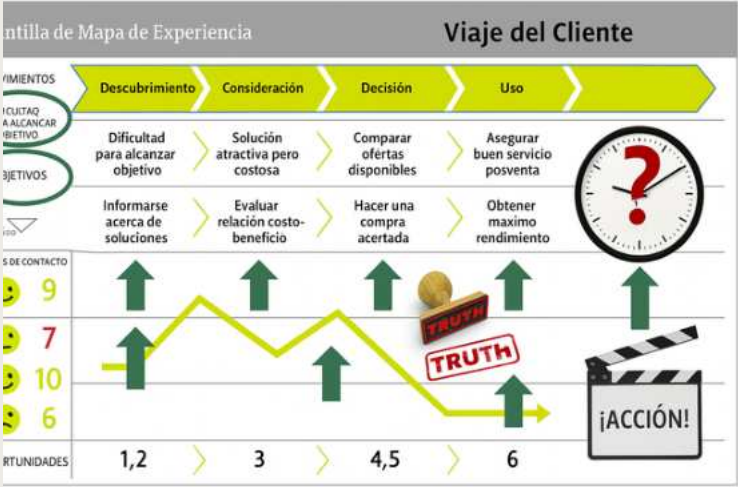 ntilla de Mapa de Experiencia
Viaje del Cliente
VIMIENTOS
Descubrimiento
Consideración
Decisión
Uso
CULTAQ
A ALCANCAR
BJETIVO
Dificultad
para alcanzar
objetivo
Solución
atractiva pero
costosa
Comparar
ofertas
disponibles
Asegurar
buen servicio
posventa
?
BJETIVOS
Informarse
acerca de
soluciones
Evaluar
relación costo-
beneficio
Hacer una
compra
acertada
Obtener
maximo
rendimiento
S DE CONTACTO
9
7
10
6
TRUTH
TRUTH
¡ACCIÓN!
RTUNIDADES
1,2
3
4,5
6